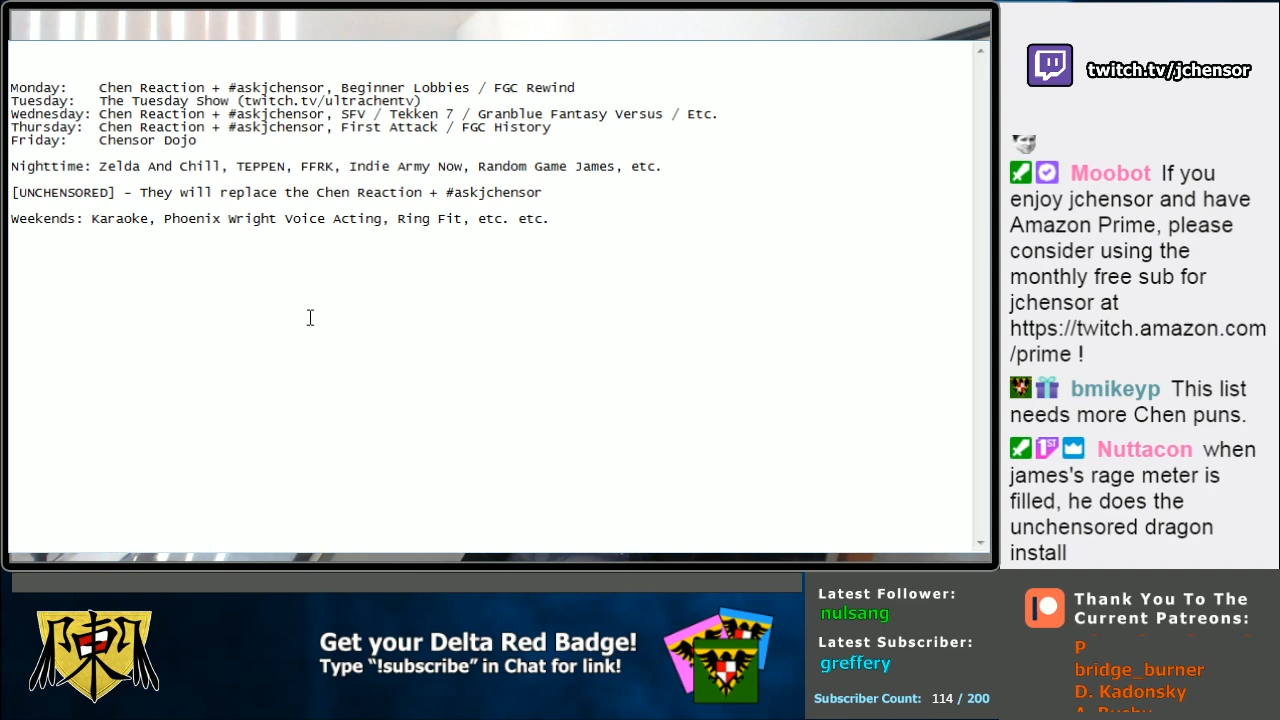 Monday:    Chen Reaction + #askjchensor, Beginner Lobbies / FGC Rewind
Tuesday:   The Tuesday Show (twitch.tv/ultrachentv)
Wednesday: Chen Reaction + #askjchensor, SFV / Tekken 7 / Granblue Fantasy Versus / Etc.
Thursday:  Chen Reaction + #askjchensor, First Attack / FGC History
Friday:    Chensor Dojo
Nighttime: Zelda And Chill, TEPPEN, FFRK, Indie Army Now, Random Game James, etc.
[UNCHENSORED] - They will replace the Chen Reaction + #askjchensor
Weekends: Karaoke, Phoenix Wright Voice Acting, Ring Fit, etc. etc.
twitch.tv/jchensor
Moobot If you
enjoy jchensor and have
Amazon Prime, please
consider using the
monthly free sub for
jchensor at
https://twitch.amazon.com
/prime !
bmikeyp This list
needs more Chen puns.
1ST Nuttacon when
james's rage meter is
filled, he does the
unchensored dragon
install
Get your Delta Red Badge!
Type "!subscribe" in Chat for link!
Latest Follower:
nulsang
Latest Subscriber:
greffery
Subscriber Count: 114 / 200
Thank You To The
Current Patreons:
P
bridge_burner
D. Kadonsky